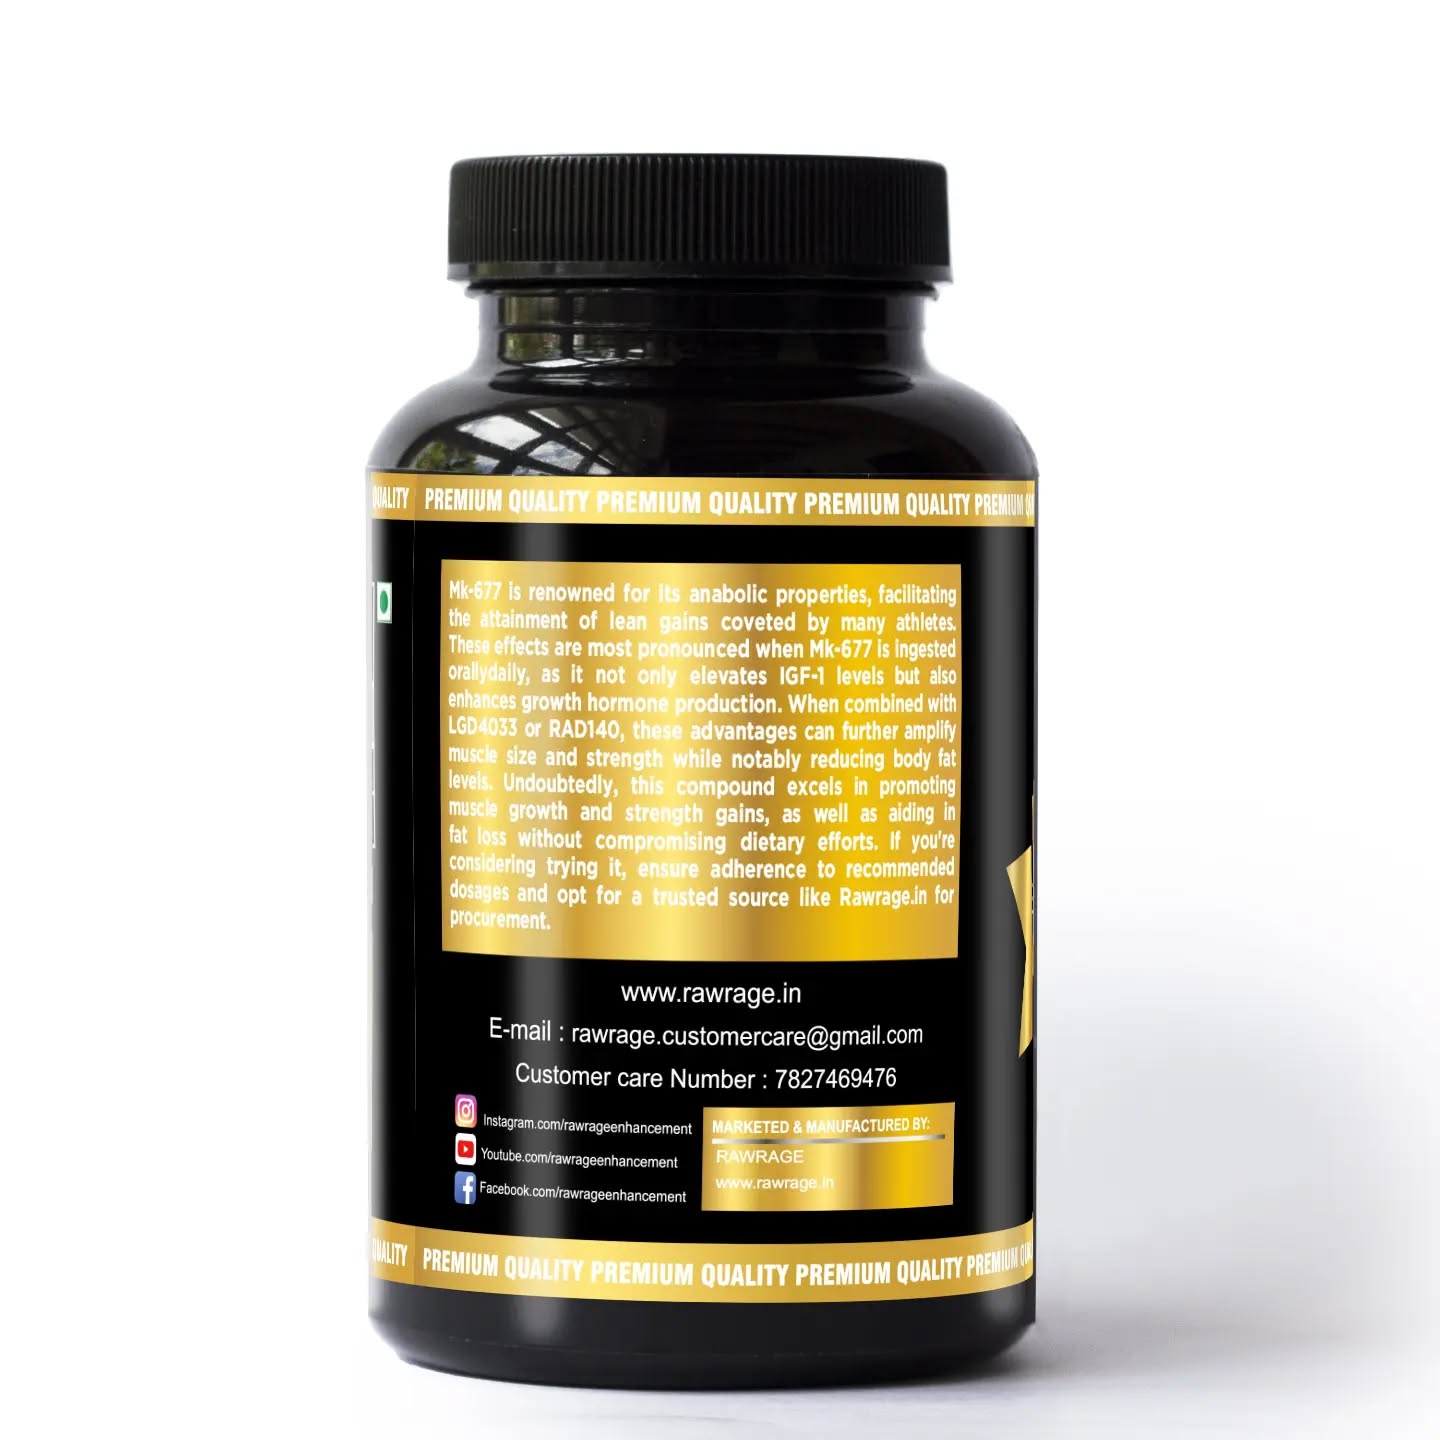 QUALITY PREMIUM QUALITY PREMIUM QUALITY PREMIUM QUALITY PREMIUM
Mk-677 is renowned for its anabolic properties, facilitating
the attainment of lean gains coveted by many athletes.
These effects are most pronounced when Mk-677 is ingested
orallydaily, as it not only elevates IGF-1 levels but also
enhances growth hormone production. When combined with
LGD4033 or RAD140, these advantages can further amplify
muscle size and strength while notably reducing body fat
levels. Undoubtedly, this compound excels in promoting
muscle growth and strength gains, as well as aiding in
fat loss without compromising dietary efforts. If you're
considering trying it, ensure adherence to recommended
dosages and opt for a trusted source like Rawrage.in for
procurement.
www.rawrage.in
E-mail : rawrage.customercare@gmail.com
Customer care Number : 7827469476
Instagram.com/rawrageenhancement
Youtube.com/rawrageenhancement
Facebook.com/rawrageenhancement
MARKETED & MANUFACTURED BY:
RAWRAGE
www.rawrage.in
QUALITY PREMIUM QUALITY PREMIUM QUALITY PREMIUM QUALITY PREMIUM